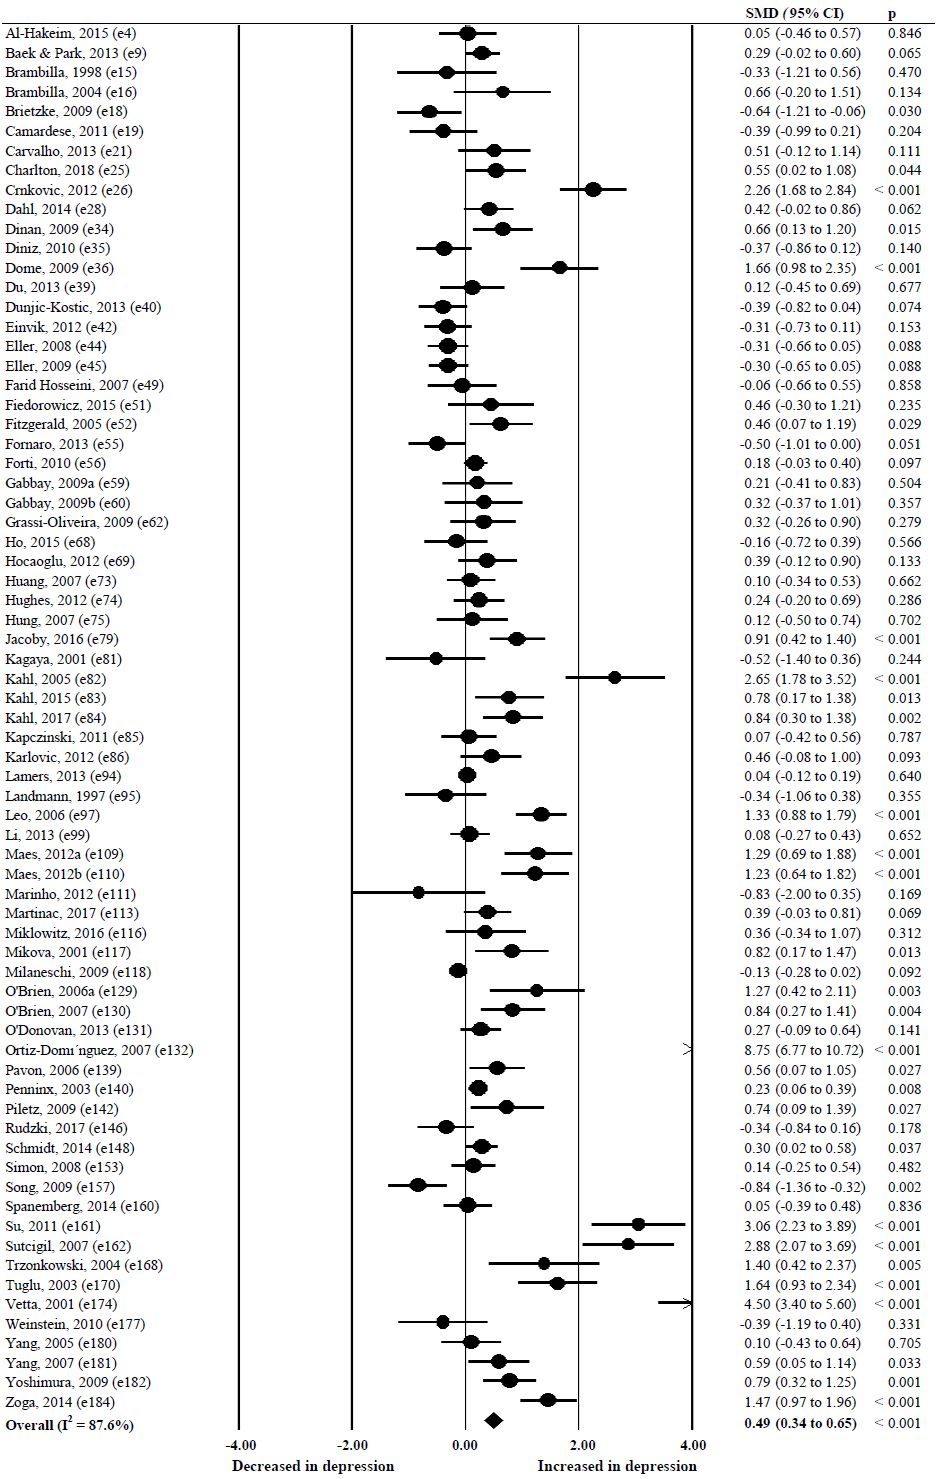 SMD (95% CI) p
Al-Hakeim, 2015 (e4) 0.05 (-0.46 to 0.57) 0.846
Baek & Park, 2013 (e9) 0.29 (-0.02 to 0.60) 0.065
Brambilla, 1998 (e15) -0.33 (-1.21 to 0.56) 0.470
Brambilla, 2004 (e16) 0.66 (-0.20 to 1.51) 0.134
Brietzke, 2009 (e18) -0.64 (-1.21 to -0.06) 0.030
Camardese, 2011 (e19) -0.39 (-0.99 to 0.21) 0.204
Carvalho, 2013 (e21) 0.51 (-0.12 to 1.14) 0.111
Charlton, 2018 (e25) 0.55 (0.02 to 1.08) 0.044
Crnkovic, 2012 (e26) 2.26 (1.68 to 2.84) < 0.001
Dahl, 2014 (e28) 0.42 (-0.02 to 0.86) 0.062
Dinan, 2009 (e34) 0.66 (0.13 to 1.20) 0.015
Diniz, 2010 (e35) -0.37 (-0.86 to 0.12) 0.140
Dome, 2009 (e36) 1.66 (0.98 to 2.35) < 0.001
Du, 2013 (e39) 0.12 (-0.45 to 0.69) 0.677
Dunjic-Kostic, 2013 (e40) -0.39 (-0.82 to 0.04) 0.074
Einvik, 2012 (e42) -0.31 (-0.73 to 0.11) 0.153
Eller, 2008 (e44) -0.31 (-0.66 to 0.05) 0.088
Eller, 2009 (e45) -0.30 (-0.65 to 0.05) 0.088
Farid Hosseini, 2007 (e49) -0.06 (-0.66 to 0.55) 0.858
Fiedorowicz, 2015 (e51) 0.46 (-0.30 to 1.21) 0.235
Fitzgerald, 2005 (e52) 0.46 (0.07 to 1.19) 0.029
Fornaro, 2013 (e55) -0.50 (-1.01 to 0.00) 0.051
Forti, 2010 (e56) 0.18 (-0.03 to 0.40) 0.097
Gabbay, 2009a (e59) 0.21 (-0.41 to 0.83) 0.504
Gabbay, 2009b (e60) 0.32 (-0.37 to 1.01) 0.357
Grassi-Oliveira, 2009 (e62) 0.32 (-0.26 to 0.90) 0.279
Ho, 2015 (e68) -0.16 (-0.72 to 0.39) 0.566
Hocaoglu, 2012 (e69) 0.39 (-0.12 to 0.90) 0.133
Huang, 2007 (e73) 0.10 (-0.34 to 0.53) 0.662
Hughes, 2012 (e74) 0.24 (-0.20 to 0.69) 0.286
Hung, 2007 (e75) 0.12 (-0.50 to 0.74) 0.702
Jacoby, 2016 (e79) 0.91 (0.42 to 1.40) < 0.001
Kagaya, 2001 (e81) -0.52 (-1.40 to 0.36) 0.244
Kahl, 2005 (e82) 2.65 (1.78 to 3.52) < 0.001
Kahl, 2015 (e83) 0.78 (0.17 to 1.38) 0.013
Kahl, 2017 (e84) 0.84 (0.30 to 1.38) 0.002
Kapczinski, 2011 (e85) 0.07 (-0.42 to 0.56) 0.787
Karlovic, 2012 (e86) 0.46 (-0.08 to 1.00) 0.093
Lamers, 2013 (e94) 0.04 (-0.12 to 0.19) 0.640
Landmann, 1997 (e95) -0.34 (-1.06 to 0.38) 0.355
Leo, 2006 (e97) 1.33 (0.88 to 1.79) < 0.001
Li, 2013 (e99) 0.08 (-0.27 to 0.43) 0.652
Maes, 2012a (e109) 1.29 (0.69 to 1.88) < 0.001
Maes, 2012b (e110) 1.23 (0.64 to 1.82) < 0.001
Marinho, 2012 (e111) -0.83 (-2.00 to 0.35) 0.169
Martinac, 2017 (e113) 0.39 (-0.03 to 0.81) 0.069
Miklowitz, 2016 (e116) 0.36 (-0.34 to 1.07) 0.312
Mikova, 2001 (e117) 0.82 (0.17 to 1.47) 0.013
Milaneschi, 2009 (e118) -0.13 (-0.28 to 0.02) 0.092
O'Brien, 2006a (e129) 1.27 (0.42 to 2.11) 0.003
O'Brien, 2007 (e130) 0.84 (0.27 to 1.41) 0.004
O'Donovan, 2013 (e131) 0.27 (-0.09 to 0.64) 0.141
Ortiz-Domı´nguez, 2007 (e132) 8.75 (6.77 to 10.72) < 0.001
Pavon, 2006 (e139) 0.56 (0.07 to 1.05) 0.027
Penninx, 2003 (e140) 0.23 (0.06 to 0.39) 0.008
Piletz, 2009 (e142) 0.74 (0.09 to 1.39) 0.027
Rudzki, 2017 (e146) -0.34 (-0.84 to 0.16) 0.178
Schmidt, 2014 (e148) 0.30 (0.02 to 0.58) 0.037
Simon, 2008 (e153) 0.14 (-0.25 to 0.54) 0.482
Song, 2009 (e157) -0.84 (-1.36 to -0.32) 0.002
Spanemberg, 2014 (e160) 0.05 (-0.39 to 0.48) 0.836
Su, 2011 (e161) 3.06 (2.23 to 3.89) < 0.001
Sutcigil, 2007 (e162) 2.88 (2.07 to 3.69) < 0.001
Trzonkowski, 2004 (e168) 1.40 (0.42 to 2.37) 0.005
Tuglu, 2003 (e170) 1.64 (0.93 to 2.34) < 0.001
Vetta, 2001 (e174) 4.50 (3.40 to 5.60) < 0.001
Weinstein, 2010 (e177) -0.39 (-1.19 to 0.40) 0.331
Yang, 2005 (e180) 0.10 (-0.43 to 0.64) 0.705
Yang, 2007 (e181) 0.59 (0.05 to 1.14) 0.033
Yoshimura, 2009 (e182) 0.79 (0.32 to 1.25) 0.001
Zoga, 2014 (e184) 1.47 (0.97 to 1.96) < 0.001
Overall (I² = 87.6%) 0.49 (0.34 to 0.65) < 0.001
-4.00 -2.00 0.00 2.00 4.00
Decreased in depression Increased in depression